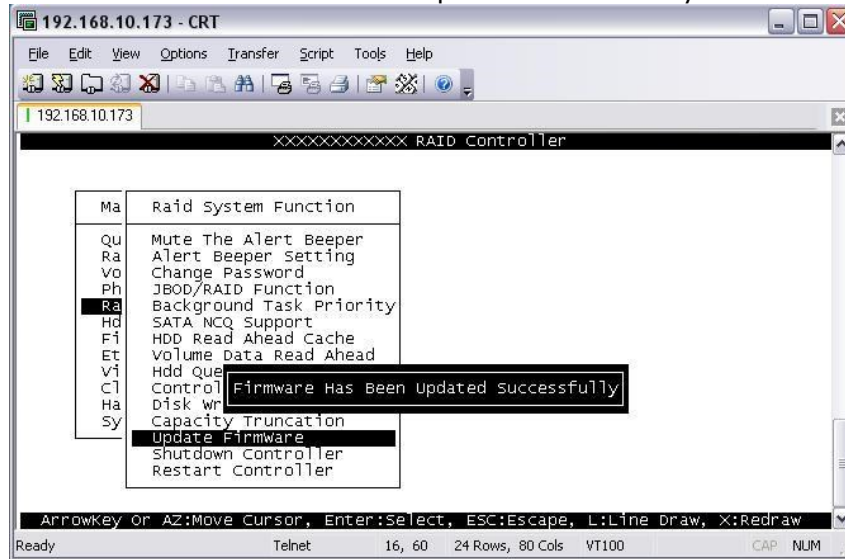 192.168.10.173 - CRT
File Edit View Options Transfer Script Tools Help
192.168.10.173
XXXXXXXXXXXX RAID Controller
Ma
Raid System Function
Qu
Mute The Alert Beeper
Ra
Alert Beeper Setting
Vo
Change Password
Ph
JBOD/RAID Function
Ra
Background Task Priority
Hd
SATA NCQ Support
Fi
HDD Read Ahead Cache
Et
Volume Data Read Ahead
Vi
Hdd Que
Cl
Control
Firmware Has Been Updated Successfully
Ha
Disk Wr
Sy
Capacity Truncation
Update FirmWare
Shutdown Controller
Restart Controller
ArrowKey Or AZ:Move Cursor, Enter:Select, ESC:Escape, L:Line Draw, X:Redraw
Ready Telnet 16, 60 24 Rows, 80 Cols VT100 CAP NUM